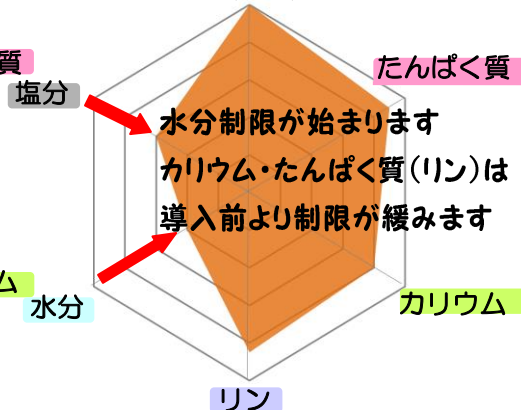 質
たんぱく質
塩分
水分制限が始まります
カリウム・たんぱく質(リン)は
導入前より制限が緩みます
ム
水分
カリウム
リン